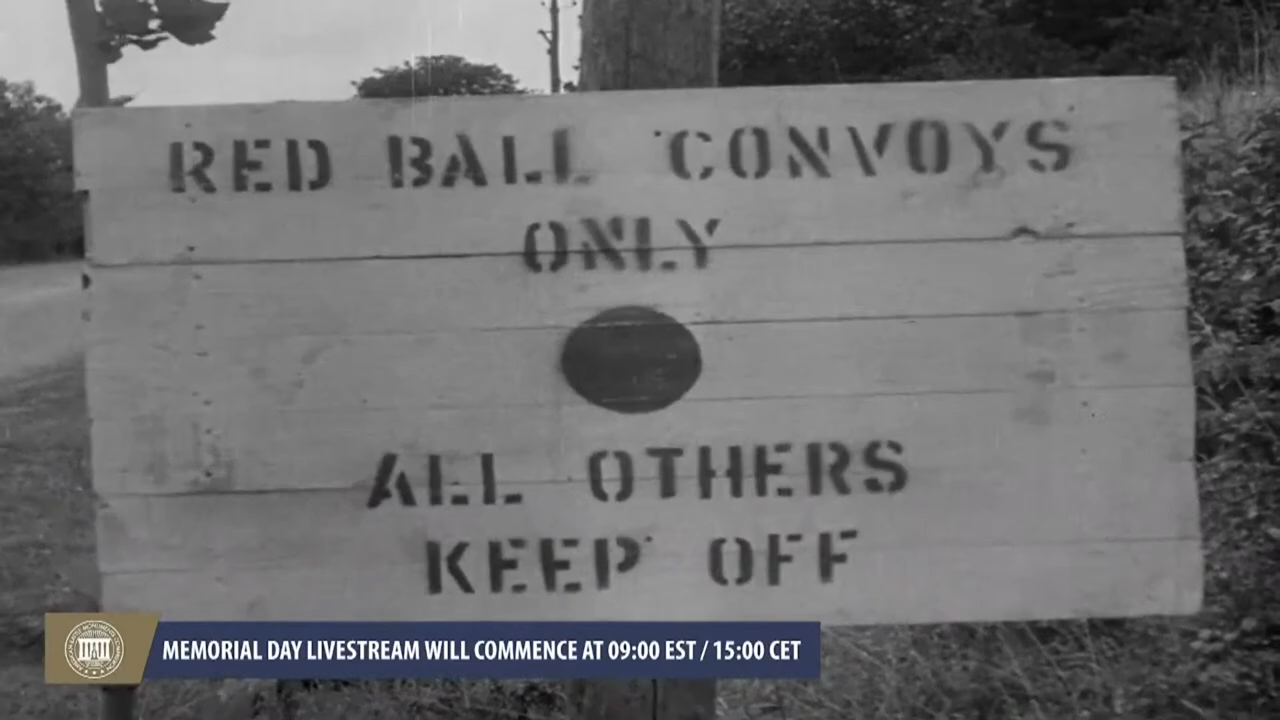 RED BALL CONVOYS
ONLY
ALL OTHERS
KEEP OFF
MEMORIAL DAY LIVESTREAM WILL COMMENCE AT 09:00 EST / 15:00 CET